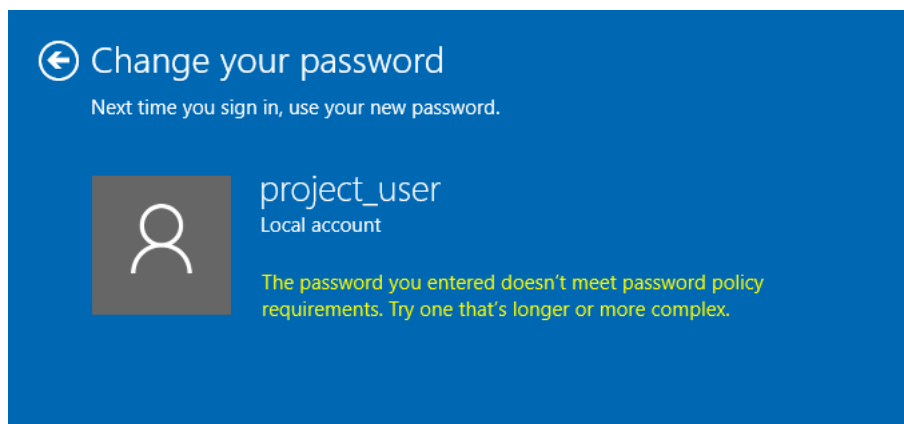 Change your password
Next time you sign in, use your new password.
project_user
Local account
The password you entered doesn’t meet password policy
requirements. Try one that’s longer or more complex.